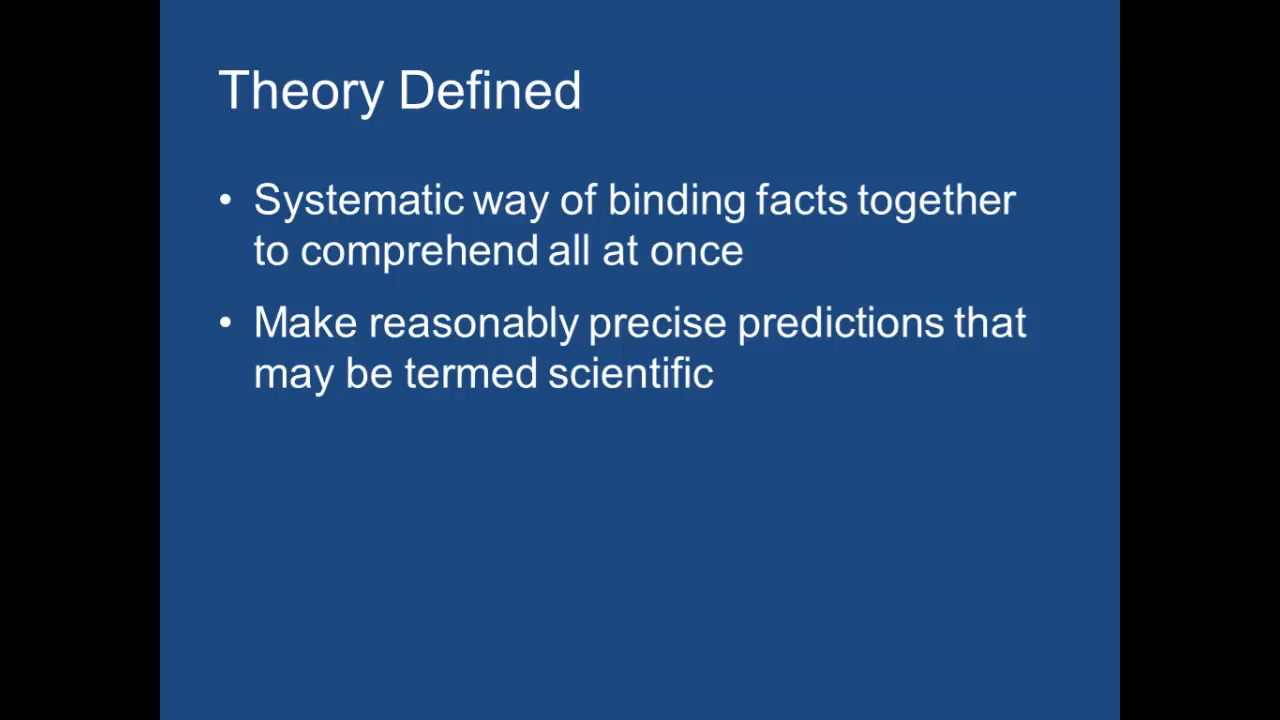 Theory Defined
• Systematic way of binding facts together
to comprehend all at once
• Make reasonably precise predictions that
may be termed scientific